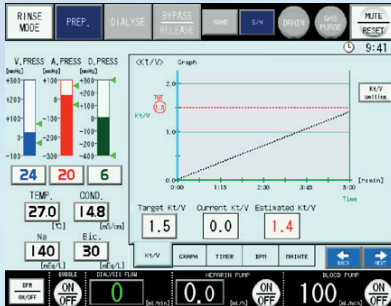 RINSE MODE
PREP.
DIALYSE
BYPASS RELEASE
S/N
DRAIN
GAS PURGE
MUTE
RESET
9:41
V.PRESS A.PRESS D.PRESS
[mmHg] [mmHg] [mmHg]
+300 +100 +300
+200 +200
+100 0 +100
0 0
-100 -300 -400
24 20 6
TEMP. COND.
27.0 14.8
[℃] [mS/cm]
Na Bic.
140 30
[mEq/L] [mEq/L]
<Kt/V> Graph
Kt/V setting
2.0
TGT
1.5
Kt/V
1.0
0.0
0:00 1:15 2:30 3:45 5:00 [hr:min]
Time
Target Kt/V Current Kt/V Estimated Kt/V
1.5 0.0 1.4
Kt/V GRAPH TIMER BPM MAINTE
BACK
NEXT
BPM ON/OFF
BUBBLE
ON OFF
DIALYSIS FLOW
0
[mL/min]
HEPARIN PUMP
0.0
[mL/h]
ON OFF
BLOOD PUMP
100
[mL/min]
ON OFF